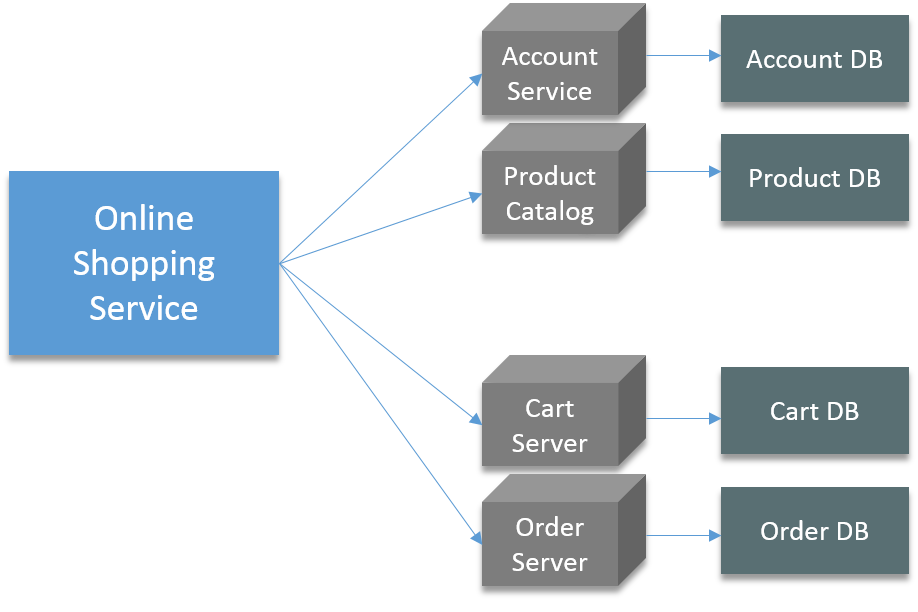 Online
Shopping
Service
Account
Service
Account DB
Product
Catalog
Product DB
Cart
Server
Cart DB
Order
Server
Order DB